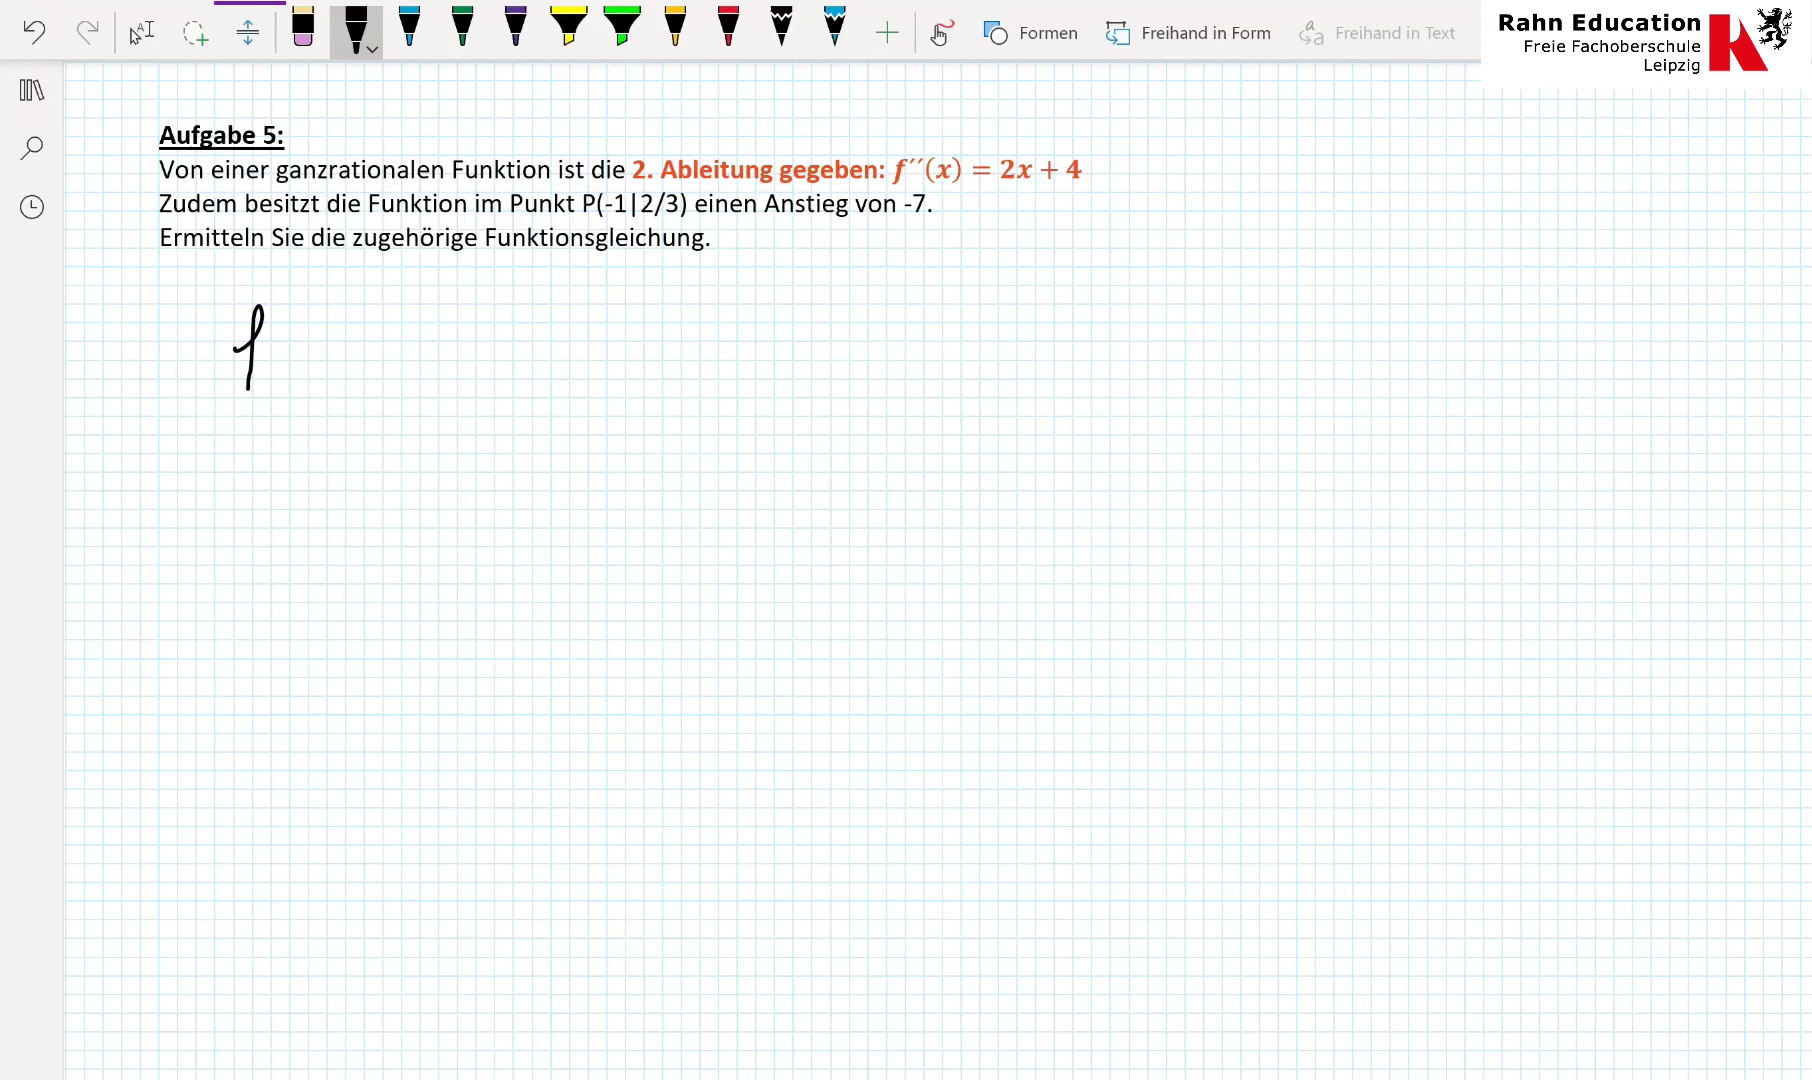 Formen
Freihand in Form
Freihand in Text
Rahn Education
Freie Fachoberschule
Leipzig
Aufgabe 5:
Von einer ganzrationalen Funktion ist die 2. Ableitung gegeben: f´´(x) = 2x + 4
Zudem besitzt die Funktion im Punkt P(-1|2/3) einen Anstieg von -7.
Ermitteln Sie die zugehörige Funktionsgleichung.
f